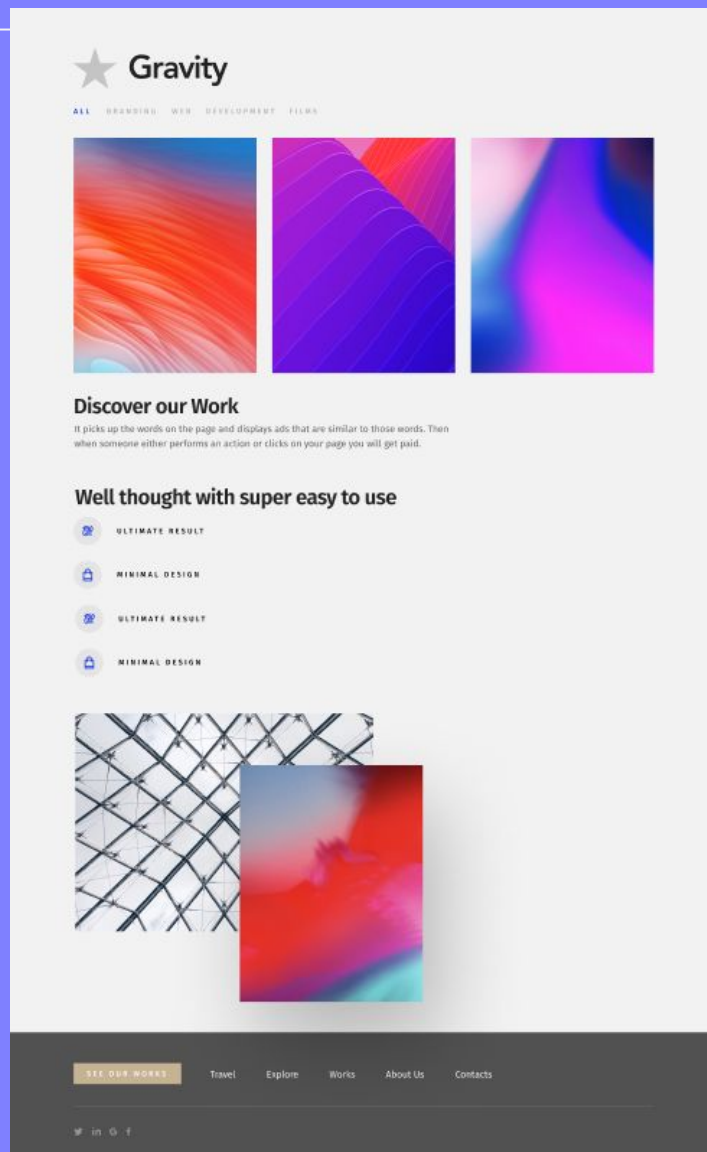 Gravity
ALL BRANDING WEB DEVELOPMENT FILMS
Discover our Work
It picks up the words on the page and displays ads that are similar to those words. Then
when someone either performs an action or clicks on your page you will get paid.
Well thought with super easy to use
ULTIMATE RESULT
MINIMAL DESIGN
ULTIMATE RESULT
MINIMAL DESIGN
SEE OUR WORKS Travel Explore Works About Us Contacts